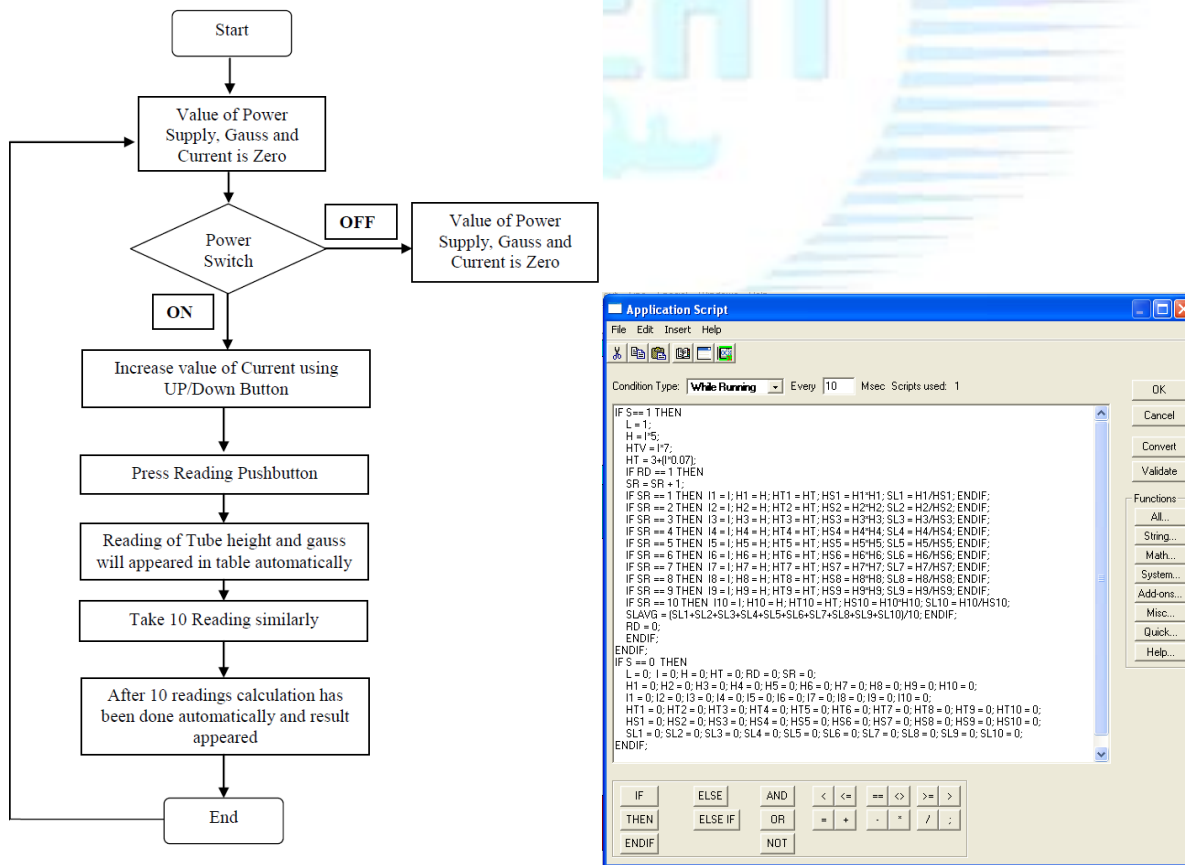 Start
Value of Power
Supply, Gauss and
Current is Zero
Power
Switch
OFF
Value of Power
Supply, Gauss and
Current is Zero
ON
Increase value of Current using
UP/Down Button
Press Reading Pushbutton
Reading of Tube height and gauss
will appeared in table automatically
Take 10 Reading similarly
After 10 readings calculation has
been done automatically and result
appeared
End
Application Script
File Edit Insert Help
Condition Type: While Running Every 10 Msec Scripts used: 1
IF S== 1 THEN
L = 1;
H = I*5;
HTV = I*7;
HT = 3+(I*0.07);
IF RD == 1 THEN
SR = SR + 1;
IF SR == 1 THEN I1 = I; H1 = H; HT1 = HT; HS1 = H1*H1; SL1 = H1/HS1; ENDIF;
IF SR == 2 THEN I2 = I; H2 = H; HT2 = HT; HS2 = H2*H2; SL2 = H2/HS2; ENDIF;
IF SR == 3 THEN I3 = I; H3 = H; HT3 = HT; HS3 = H3*H3; SL3 = H3/HS3; ENDIF;
IF SR == 4 THEN I4 = I; H4 = H; HT4 = HT; HS4 = H4*H4; SL4 = H4/HS4; ENDIF;
IF SR == 5 THEN I5 = I; H5 = H; HT5 = HT; HS5 = H5*H5; SL5 = H5/HS5; ENDIF;
IF SR == 6 THEN I6 = I; H6 = H; HT6 = HT; HS6 = H6*H6; SL6 = H6/HS6; ENDIF;
IF SR == 7 THEN I7 = I; H7 = H; HT7 = HT; HS7 = H7*H7; SL7 = H7/HS7; ENDIF;
IF SR == 8 THEN I8 = I; H8 = H; HT8 = HT; HS8 = H8*H8; SL8 = H8/HS8; ENDIF;
IF SR == 9 THEN I9 = I; H9 = H; HT9 = HT; HS9 = H9*H9; SL9 = H9/HS9; ENDIF;
IF SR == 10 THEN I10 = I; H10 = H; HT10 = HT; HS10 = H10*H10; SL10 = H10/HS10;
SLAVG = (SL1+SL2+SL3+SL4+SL5+SL6+SL7+SL8+SL9+SL10)/10; ENDIF;
RD = 0;
ENDIF;
ENDIF;
IF S == 0 THEN
L = 0; I = 0; H = 0; HT = 0; RD = 0; SR = 0;
H1 = 0; H2 = 0; H3 = 0; H4 = 0; H5 = 0; H6 = 0; H7 = 0; H8 = 0; H9 = 0; H10 = 0;
I1 = 0; I2 = 0; I3 = 0; I4 = 0; I5 = 0; I6 = 0; I7 = 0; I8 = 0; I9 = 0; I10 = 0;
HT1 = 0; HT2 = 0; HT3 = 0; HT4 = 0; HT5 = 0; HT6 = 0; HT7 = 0; HT8 = 0; HT9 = 0; HT10 = 0;
HS1 = 0; HS2 = 0; HS3 = 0; HS4 = 0; HS5 = 0; HS6 = 0; HS7 = 0; HS8 = 0; HS9 = 0; HS10 = 0;
SL1 = 0; SL2 = 0; SL3 = 0; SL4 = 0; SL5 = 0; SL6 = 0; SL7 = 0; SL8 = 0; SL9 = 0; SL10 = 0;
ENDIF;
OK
Cancel
Convert
Validate
Functions
All...
String...
Math...
System...
Add-ons...
Misc...
Quick...
Help...
IF ELSE AND < <= == <> >= >
THEN ELSE IF OR = + - * / ;
ENDIF NOT